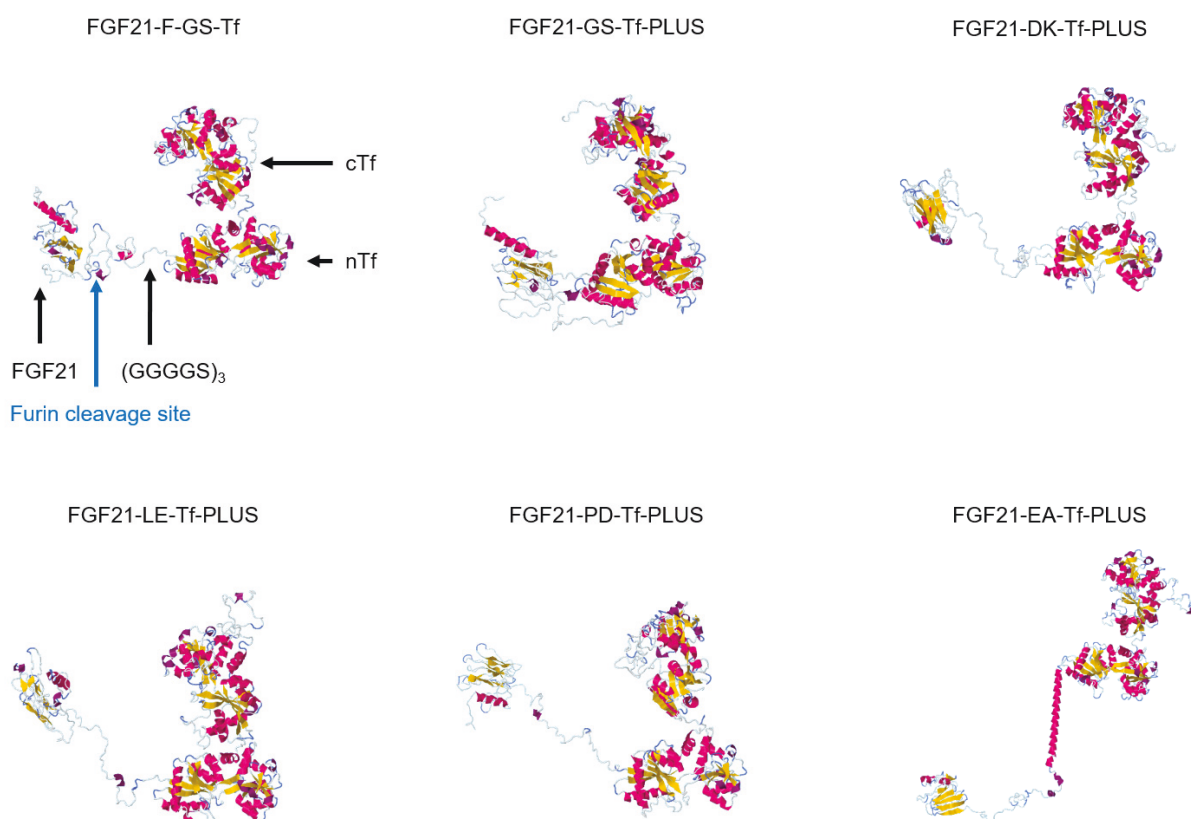 FGF21-F-GS-Tf
FGF21-GS-Tf-PLUS
FGF21-DK-Tf-PLUS
cTf
nTf
FGF21
(GGGGS)₃
Furin cleavage site
FGF21-LE-Tf-PLUS
FGF21-PD-Tf-PLUS
FGF21-EA-Tf-PLUS